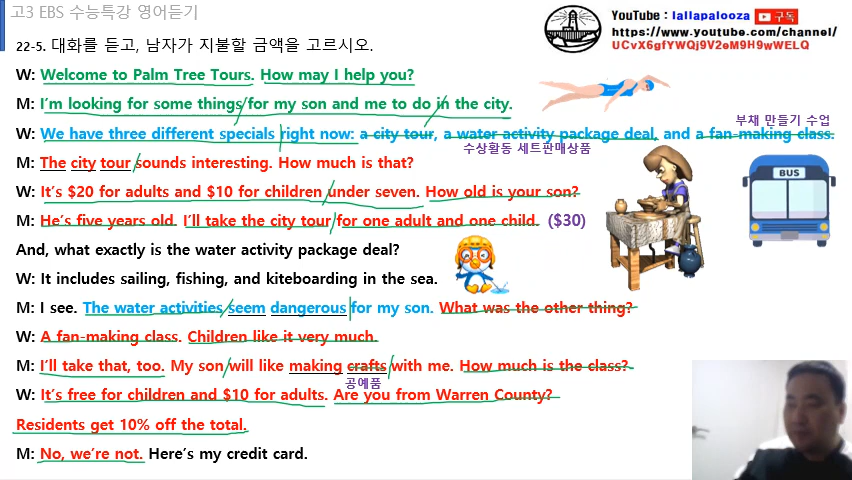 고3 EBS 수능특강 영어듣기
YouTube : lallapalooza 구독
https://www.youtube.com/channel/
UCvX6gfYWQj9V2eM9H9wWELQ
22-5. 대화를 듣고, 남자가 지불할 금액을 고르시오.
W: Welcome to Palm Tree Tours. How may I help you?
M: I'm looking for some things for my son and me to do in the city.
부채 만들기 수업
W: We have three different specials right now: a city tour, a water activity package deal, and a fan-making class.
수상활동 세트판매상품
M: The city tour sounds interesting. How much is that?
BUS
W: It's $20 for adults and $10 for children under seven. How old is your son?
M: He's five years old. I'll take the city tour for one adult and one child. ($30)
And, what exactly is the water activity package deal?
W: It includes sailing, fishing, and kiteboarding in the sea.
M: I see. The water activities seem dangerous for my son. What was the other thing?
W: A fan-making class. Children like it very much.
M: I'll take that, too. My son will like making crafts with me. How much is the class?
공예품
W: It's free for children and $10 for adults. Are you from Warren County?
Residents get 10% off the total.
M: No, we're not. Here's my credit card.